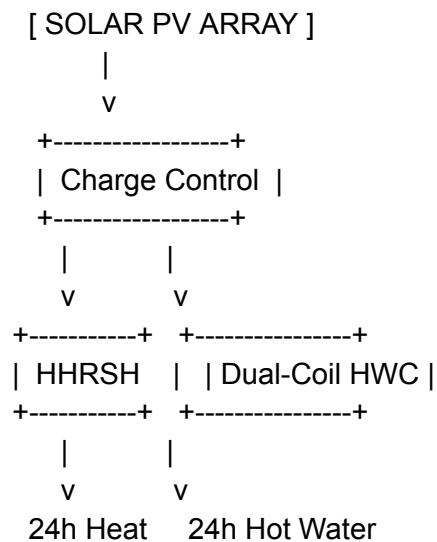 [ SOLAR PV ARRAY ]
|
v
+------------------+
| Charge Control |
+------------------+
| |
v v
+-----------+ +----------------+
| HHRSH | | Dual-Coil HWC |
+-----------+ +----------------+
| |
v v
24h Heat 24h Hot Water